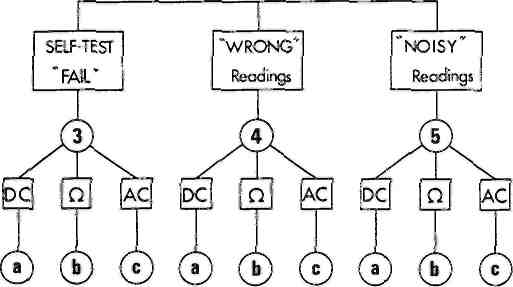 SELF-TEST "WRONG" "NOISY"
"FAIL" Readings Readings
3 4 5
DC Ω AC DC Ω AC DC Ω AC
a b c a b c a b c